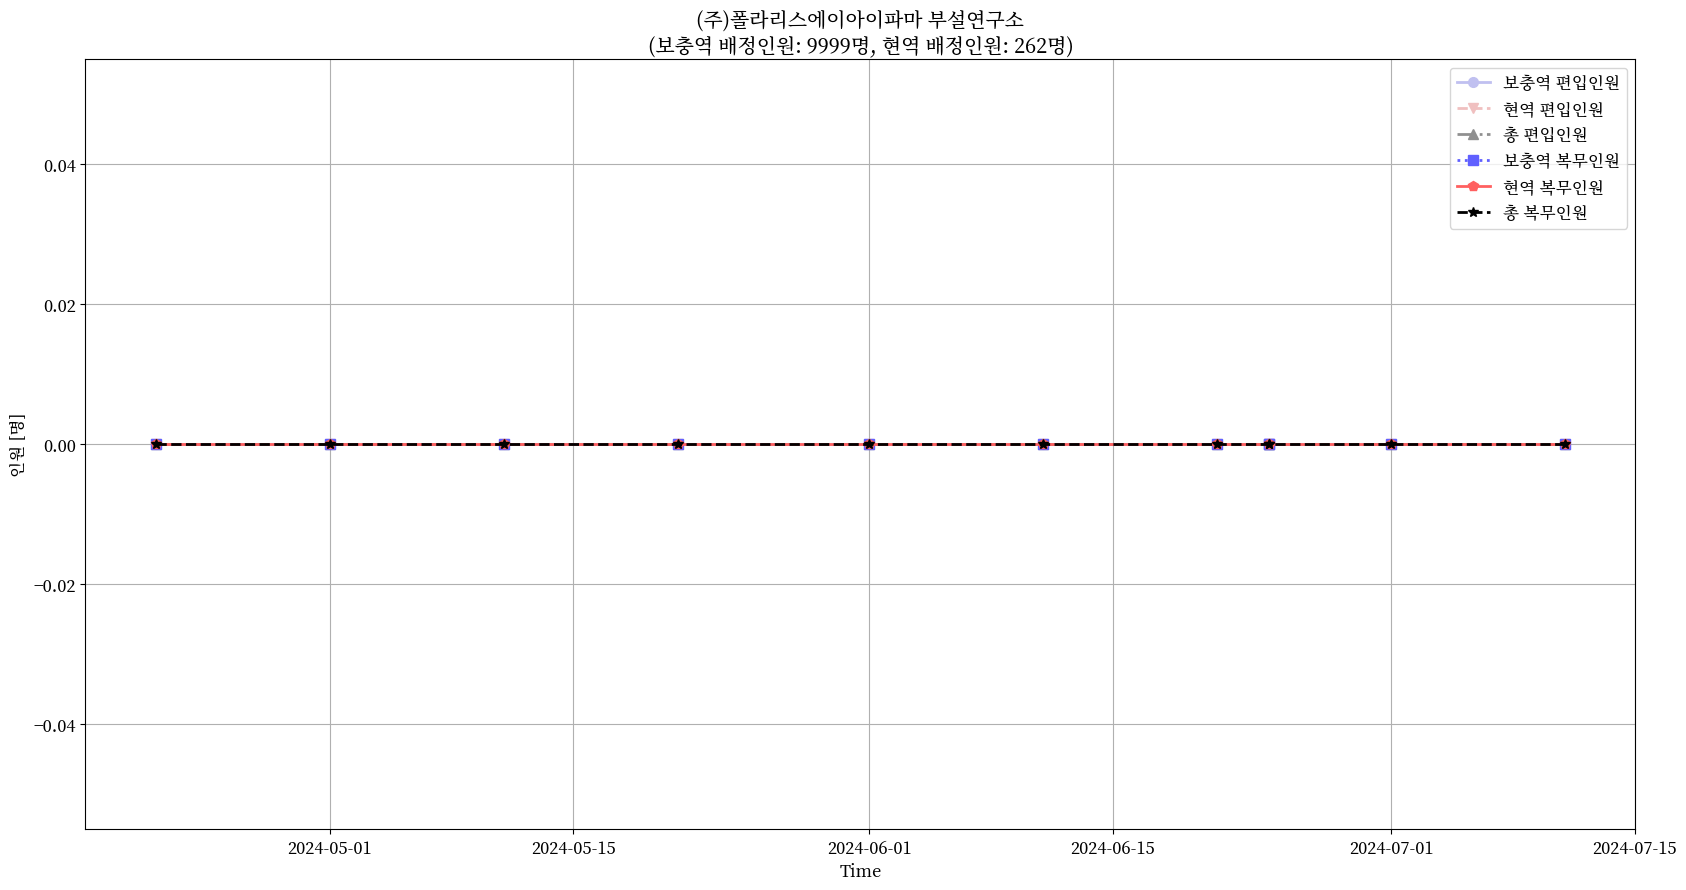 (주)폴라리스에이아이파마 부설연구소
(보충역 배정인원: 9999명, 현역 배정인원: 262명)
보충역 편입인원
현역 편입인원
총 편입인원
보충역 복무인원
현역 복무인원
총 복무인원
인원 [명]
0.04
0.02
0.00
−0.02
−0.04
2024-05-01
2024-05-15
2024-06-01
2024-06-15
2024-07-01
2024-07-15
Time